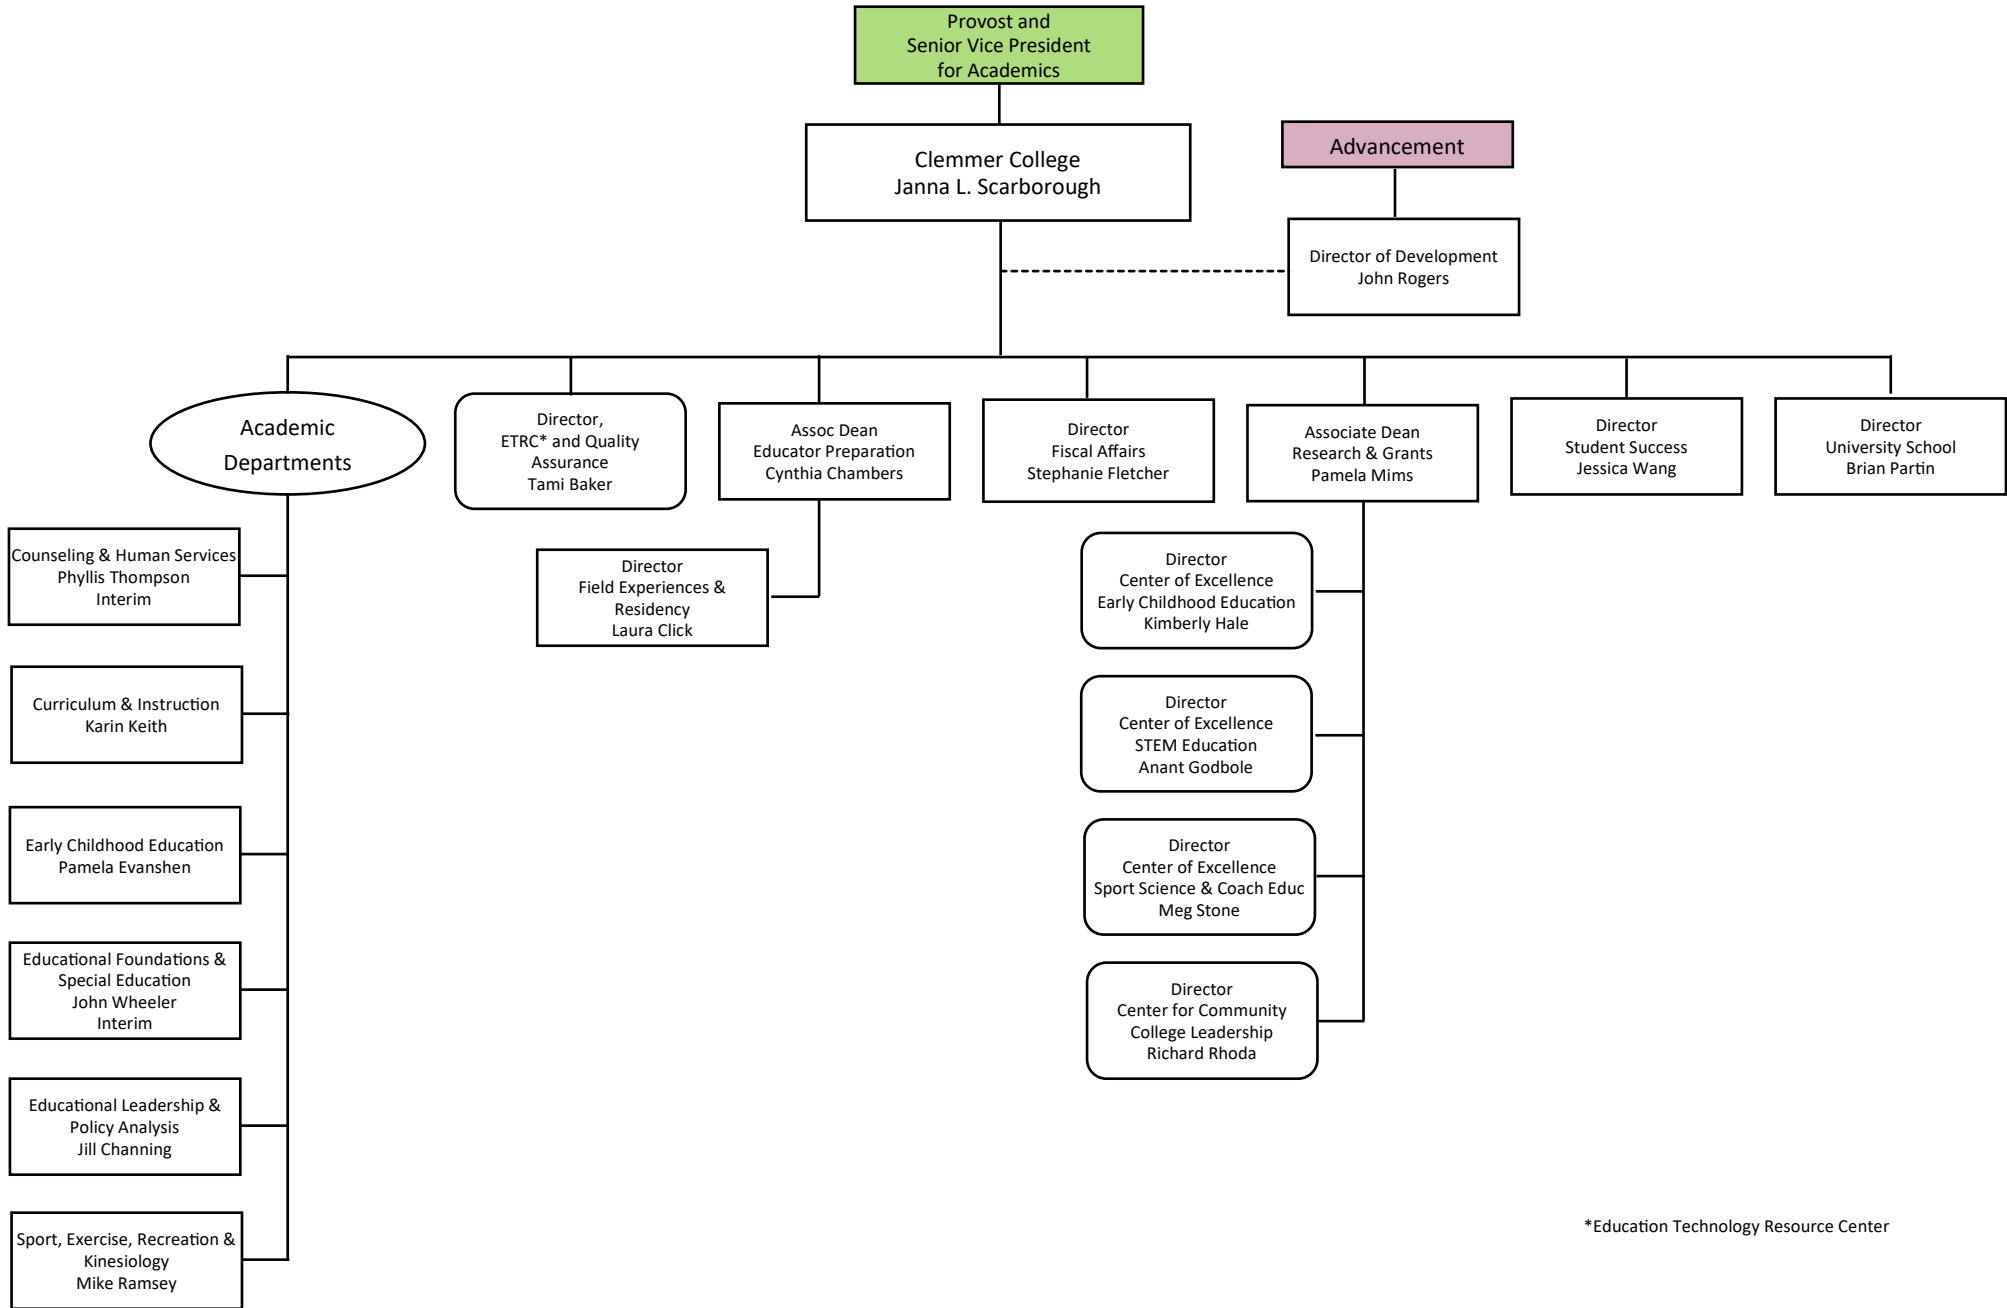 Provost and
Senior Vice President
for Academics
Clemmer College
Janna L. Scarborough
Advancement
Director of Development
John Rogers
Academic
Departments
Director,
ETRC* and Quality
Assurance
Tami Baker
Assoc Dean
Educator Preparation
Cynthia Chambers
Director
Fiscal Affairs
Stephanie Fletcher
Associate Dean
Research & Grants
Pamela Mims
Director
Student Success
Jessica Wang
Director
University School
Brian Partin
Counseling & Human Services
Phyllis Thompson
Interim
Curriculum & Instruction
Karin Keith
Early Childhood Education
Pamela Evanshen
Educational Foundations &
Special Education
John Wheeler
Interim
Educational Leadership &
Policy Analysis
Jill Channing
Sport, Exercise, Recreation &
Kinesiology
Mike Ramsey
Director
Field Experiences &
Residency
Laura Click
Director
Center of Excellence
Early Childhood Education
Kimberly Hale
Director
Center of Excellence
STEM Education
Anant Godbole
Director
Center of Excellence
Sport Science & Coach Educ
Meg Stone
Director
Center for Community
College Leadership
Richard Rhoda
*Education Technology Resource Center